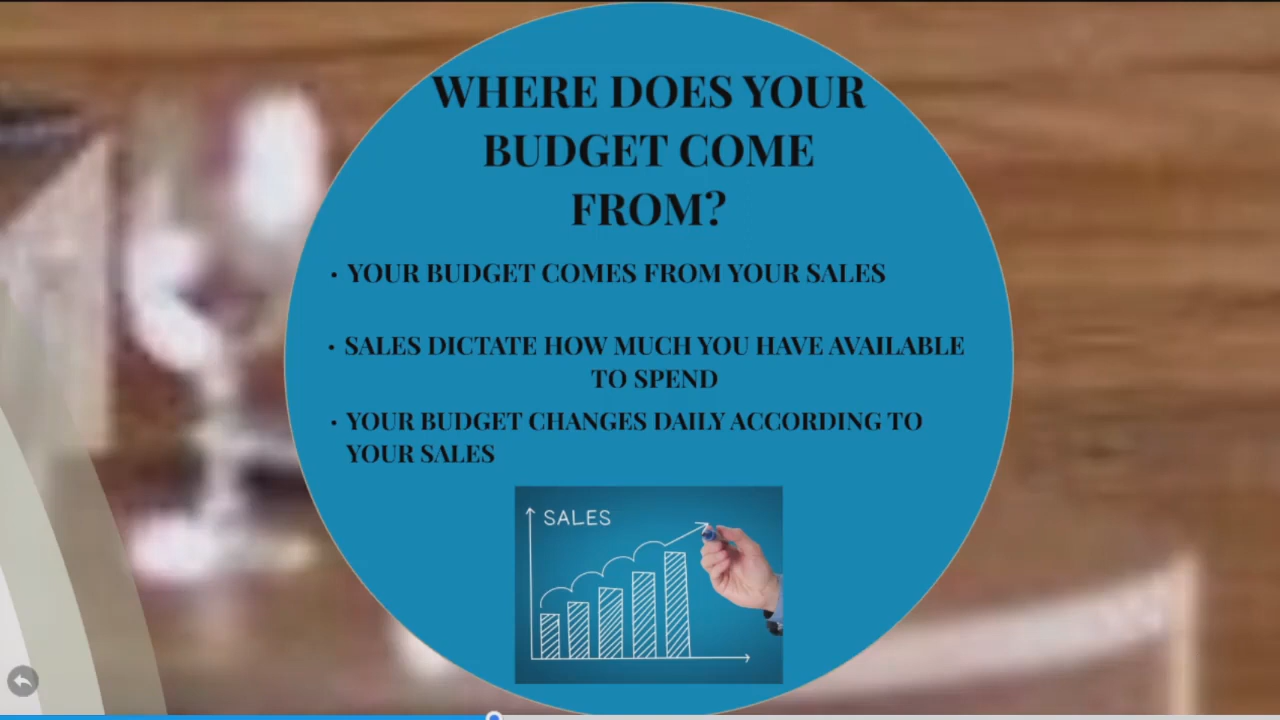 WHERE DOES YOUR
BUDGET COME
FROM?
• YOUR BUDGET COMES FROM YOUR SALES
• SALES DICTATE HOW MUCH YOU HAVE AVAILABLE
TO SPEND
• YOUR BUDGET CHANGES DAILY ACCORDING TO
YOUR SALES
SALES